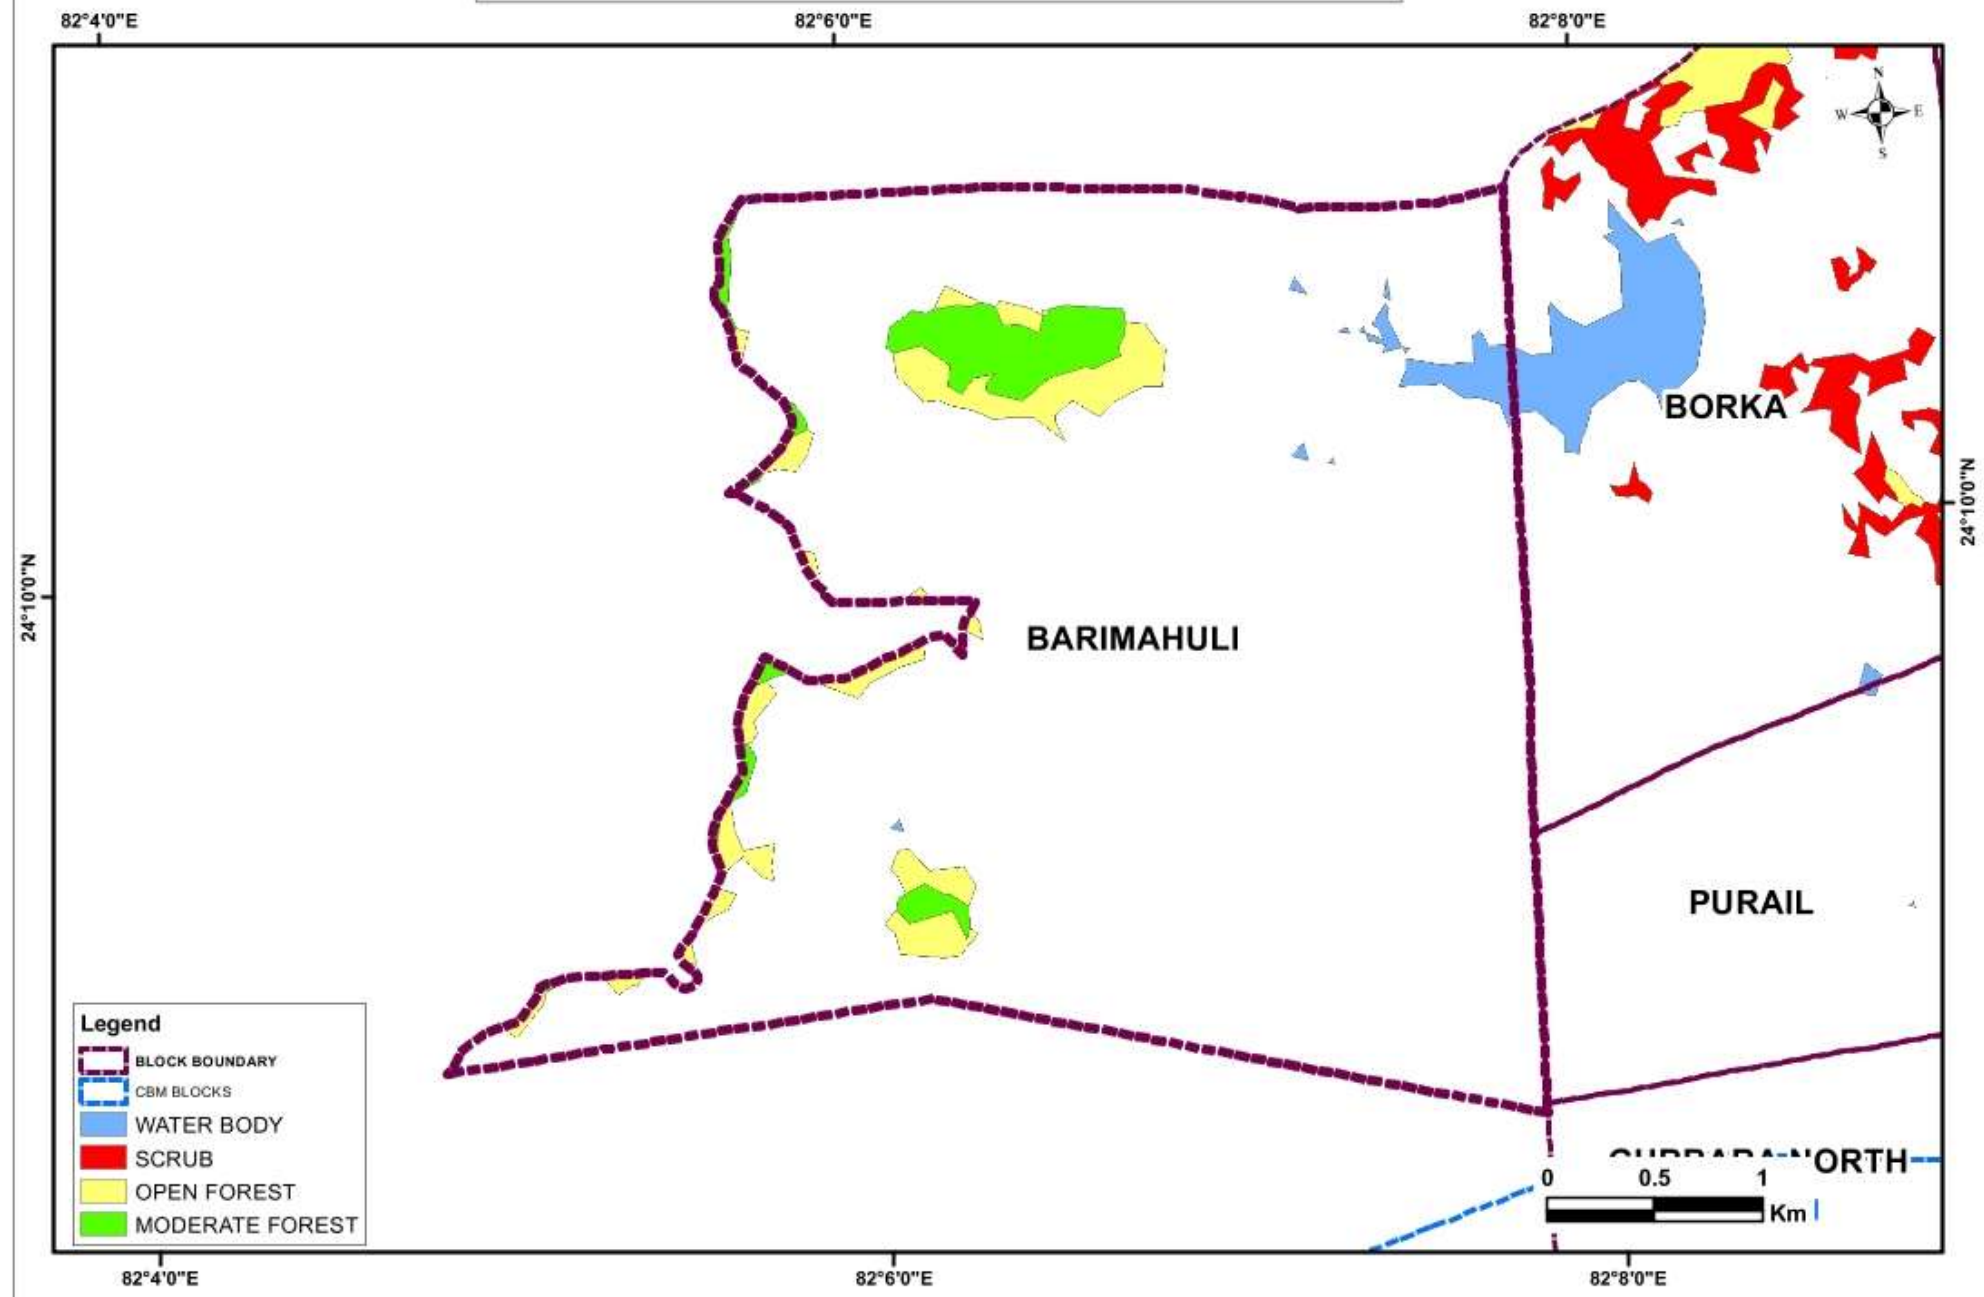 82°4'0"E 82°6'0"E 82°8'0"E
N
W E
S
BORKA
24°10'0"N
24°10'0"N
BARIMAHULI
PURAIL
Legend
BLOCK BOUNDARY
CBM BLOCKS
WATER BODY
SCRUB
OPEN FOREST
MODERATE FOREST
NORTH
0 0.5 1
Km
82°4'0"E 82°6'0"E 82°8'0"E